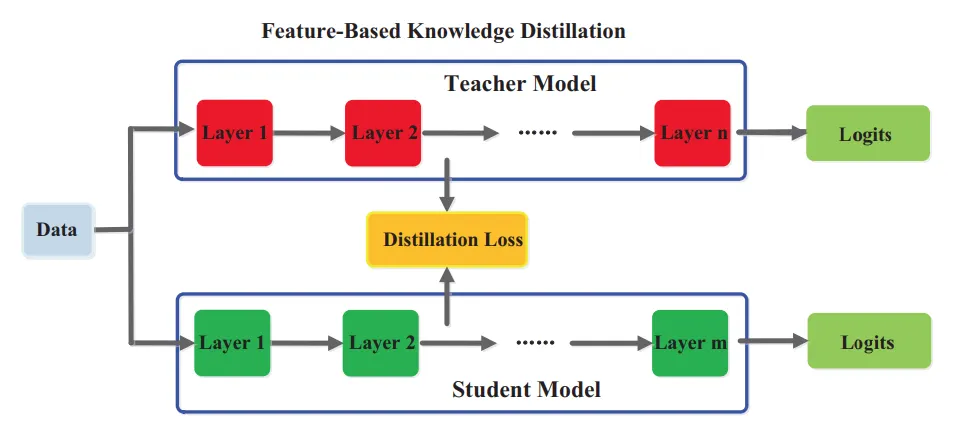 Feature-Based Knowledge Distillation
Teacher Model
Layer 1
Layer 2
......
Layer n
Logits
Data
Distillation Loss
Layer 1
Layer 2
......
Layer m
Logits
Student Model